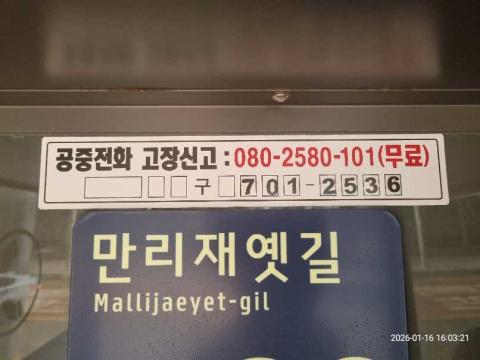 공중전화 고장신고 : 080-2580-101(무료)
구 701-2536
만리재옛길
Mallijaeyet-gil
2026-01-16 16:03:21